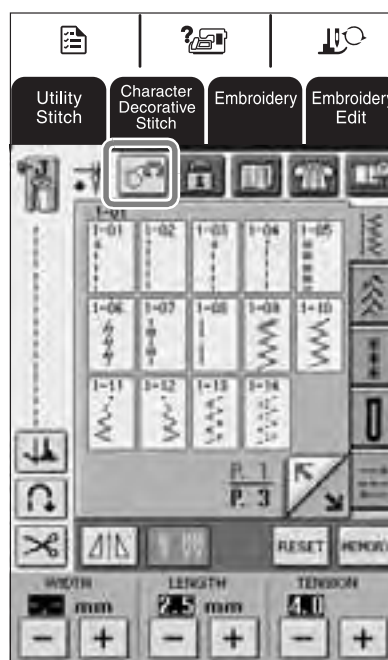 ?
Utility
Stitch
Character
Decorative
Stitch
Embroidery
Embroidery
Edit
1-01
1-01 1-02 1-03 1-04 1-05
1-06 1-07 1-08 1-09 1-10
1-11 1-12 1-13 1-14
P. 1
P. 3
RESET MEMORY
WIDTH LENGTH TENSION
-.- mm 2.5 mm 4.0
- + - + - +